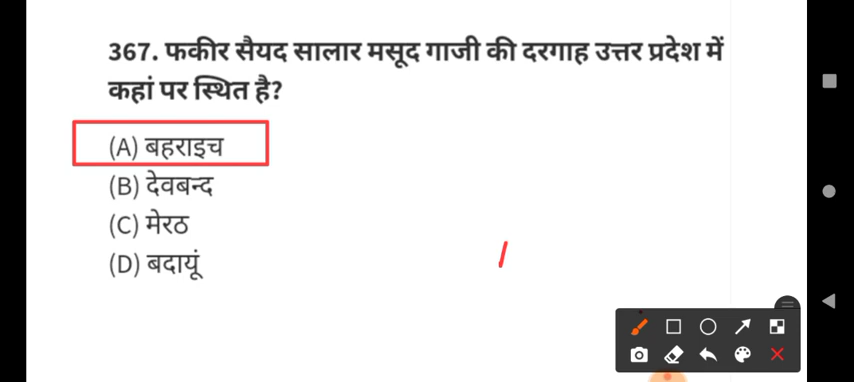 367. फकीर सैयद सालार मसूद गाजी की दरगाह उत्तर प्रदेश में
कहां पर स्थित है?
(A) बहराइच
(B) देवबन्द
(C) मेरठ
(D) बदायूं